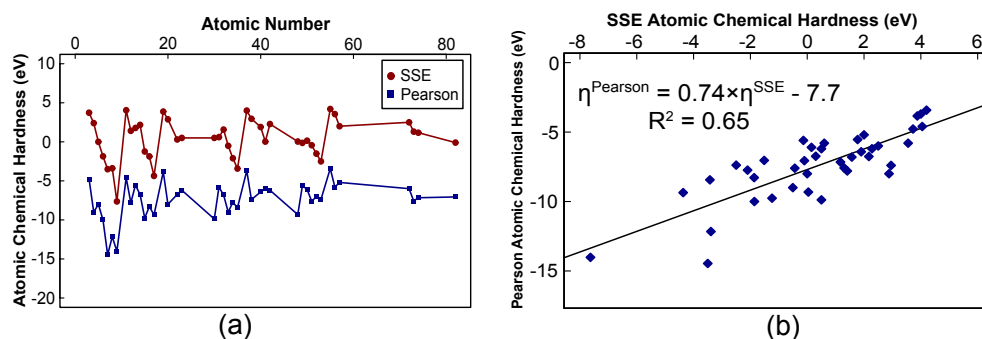 Atomic Number
0 20 40 60 80
Atomic Chemical Hardness (eV)
10
5
0
-5
-10
-15
-20
SSE
Pearson
(a)
SSE Atomic Chemical Hardness (eV)
-8 -6 -4 -2 0 2 4 6
Pearson Atomic Chemical Hardness (eV)
0
-5
-10
-15
η^Pearson = 0.74×η^SSE - 7.7
R² = 0.65
(b)